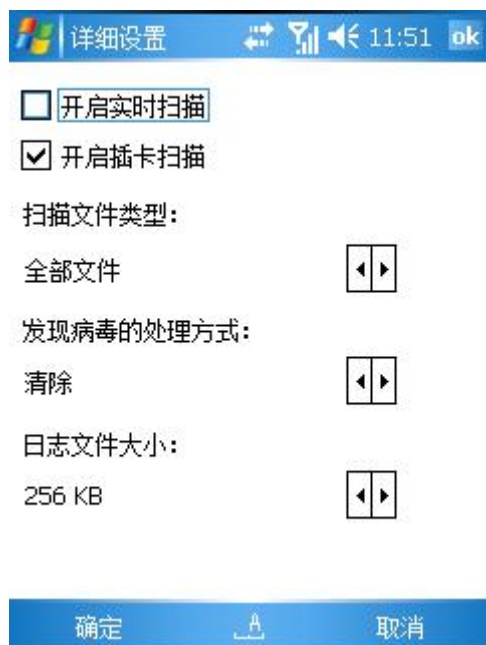 详细设置 11:51 ok
开启实时扫描
开启插卡扫描
扫描文件类型：
全部文件
发现病毒的处理方式：
清除
日志文件大小：
256 KB
确定 A 取消